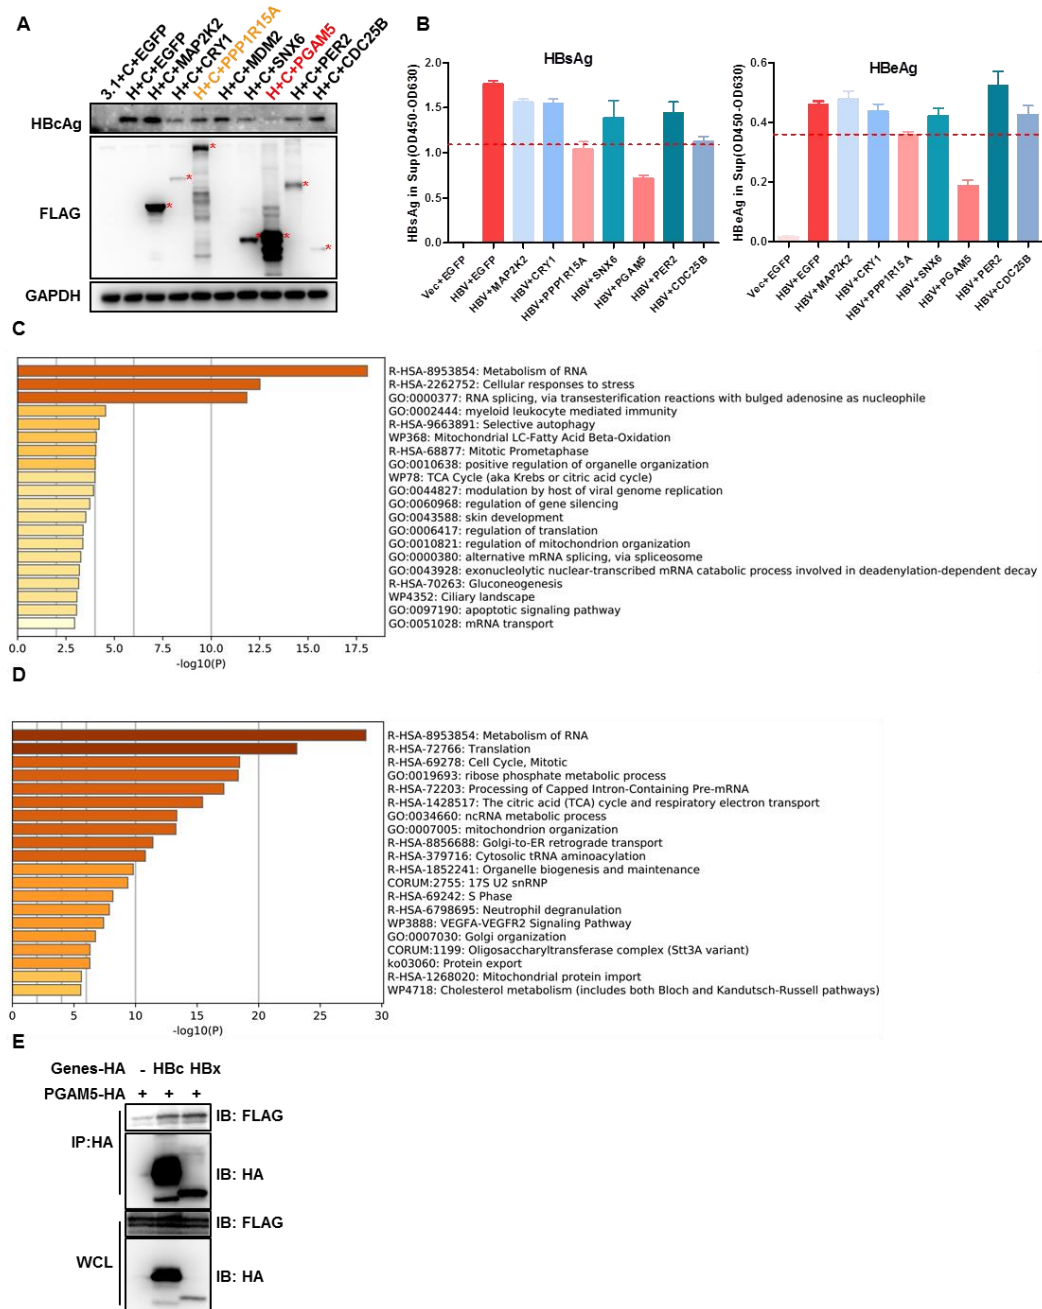 A
3.1+C+EGFP
H+C+EGFP
H+C+MAP2K2
H+C+CRY1
H+C+PPP1R15A
H+C+MDM2
H+C+SNX6
H+C+PGAM5
H+C+PER2
H+C+CDC25B
HBcAg
FLAG
GAPDH
B
HBsAg
HBsAg in Sup(OD450-OD630)
2.0
1.5
1.0
0.5
0.0
Vec+EGFP
HBV+EGFP
HBV+MAP2K2
HBV+CRY1
HBV+PPP1R15A
HBV+SNX6
HBV+PGAM5
HBV+PER2
HBV+CDC25B
HBeAg
HBeAg in Sup(OD450-OD630)
0.6
0.4
0.2
0.0
Vec+EGFP
HBV+EGFP
HBV+MAP2K2
HBV+CRY1
HBV+PPP1R15A
HBV+SNX6
HBV+PGAM5
HBV+PER2
HBV+CDC25B
C
R-HSA-8953854: Metabolism of RNA
R-HSA-2262752: Cellular responses to stress
GO:0000377: RNA splicing, via transesterification reactions with bulged adenosine as nucleophile
GO:0002444: myeloid leukocyte mediated immunity
R-HSA-9663891: Selective autophagy
WP368: Mitochondrial LC-Fatty Acid Beta-Oxidation
R-HSA-68877: Mitotic Prometaphase
GO:0010638: positive regulation of organelle organization
WP78: TCA Cycle (aka Krebs or citric acid cycle)
GO:0044827: modulation by host of viral genome replication
GO:0060968: regulation of gene silencing
GO:0043588: skin development
GO:0006417: regulation of translation
GO:0010821: regulation of mitochondrion organization
GO:0000380: alternative mRNA splicing, via spliceosome
GO:0043928: exonucleolytic nuclear-transcribed mRNA catabolic process involved in deadenylation-dependent decay
R-HSA-70263: Gluconeogenesis
WP4352: Ciliary landscape
GO:0097190: apoptotic signaling pathway
GO:0051028: mRNA transport
0.0 2.5 5.0 7.5 10.0 12.5 15.0 17.5
-log10(P)
D
R-HSA-8953854: Metabolism of RNA
R-HSA-72766: Translation
R-HSA-69278: Cell Cycle, Mitotic
GO:0019693: ribose phosphate metabolic process
R-HSA-72203: Processing of Capped Intron-Containing Pre-mRNA
R-HSA-1428517: The citric acid (TCA) cycle and respiratory electron transport
GO:0034660: ncRNA metabolic process
GO:0007005: mitochondrion organization
R-HSA-8856688: Golgi-to-ER retrograde transport
R-HSA-379716: Cytosolic tRNA aminoacylation
R-HSA-1852241: Organelle biogenesis and maintenance
CORUM:2755: 17S U2 snRNP
R-HSA-69242: S Phase
R-HSA-6798695: Neutrophil degranulation
WP3888: VEGFA-VEGFR2 Signaling Pathway
GO:0007030: Golgi organization
CORUM:1199: Oligosaccharyltransferase complex (Stt3A variant)
ko03060: Protein export
R-HSA-1268020: Mitochondrial protein import
WP4718: Cholesterol metabolism (includes both Bloch and Kandutsch-Russell pathways)
0 5 10 15 20 25 30
-log10(P)
E
Genes-HA - HBc HBx
PGAM5-HA + + +
IP:HA
IB: FLAG
IB: HA
WCL
IB: FLAG
IB: HA